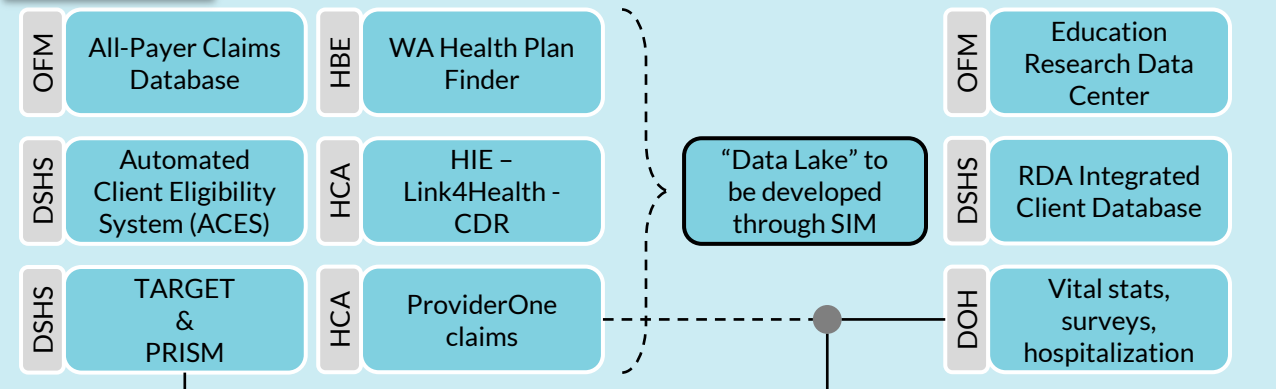 OFM
All-Payer Claims
Database
HBE
WA Health Plan
Finder
OFM
Education
Research Data
Center
DSHS
Automated
Client Eligibility
System (ACES)
HCA
HIE –
Link4Health -
CDR
“Data Lake” to
be developed
through SIM
DSHS
RDA Integrated
Client Database
DSHS
TARGET
&
PRISM
HCA
ProviderOne
claims
DOH
Vital stats,
surveys,
hospitalization